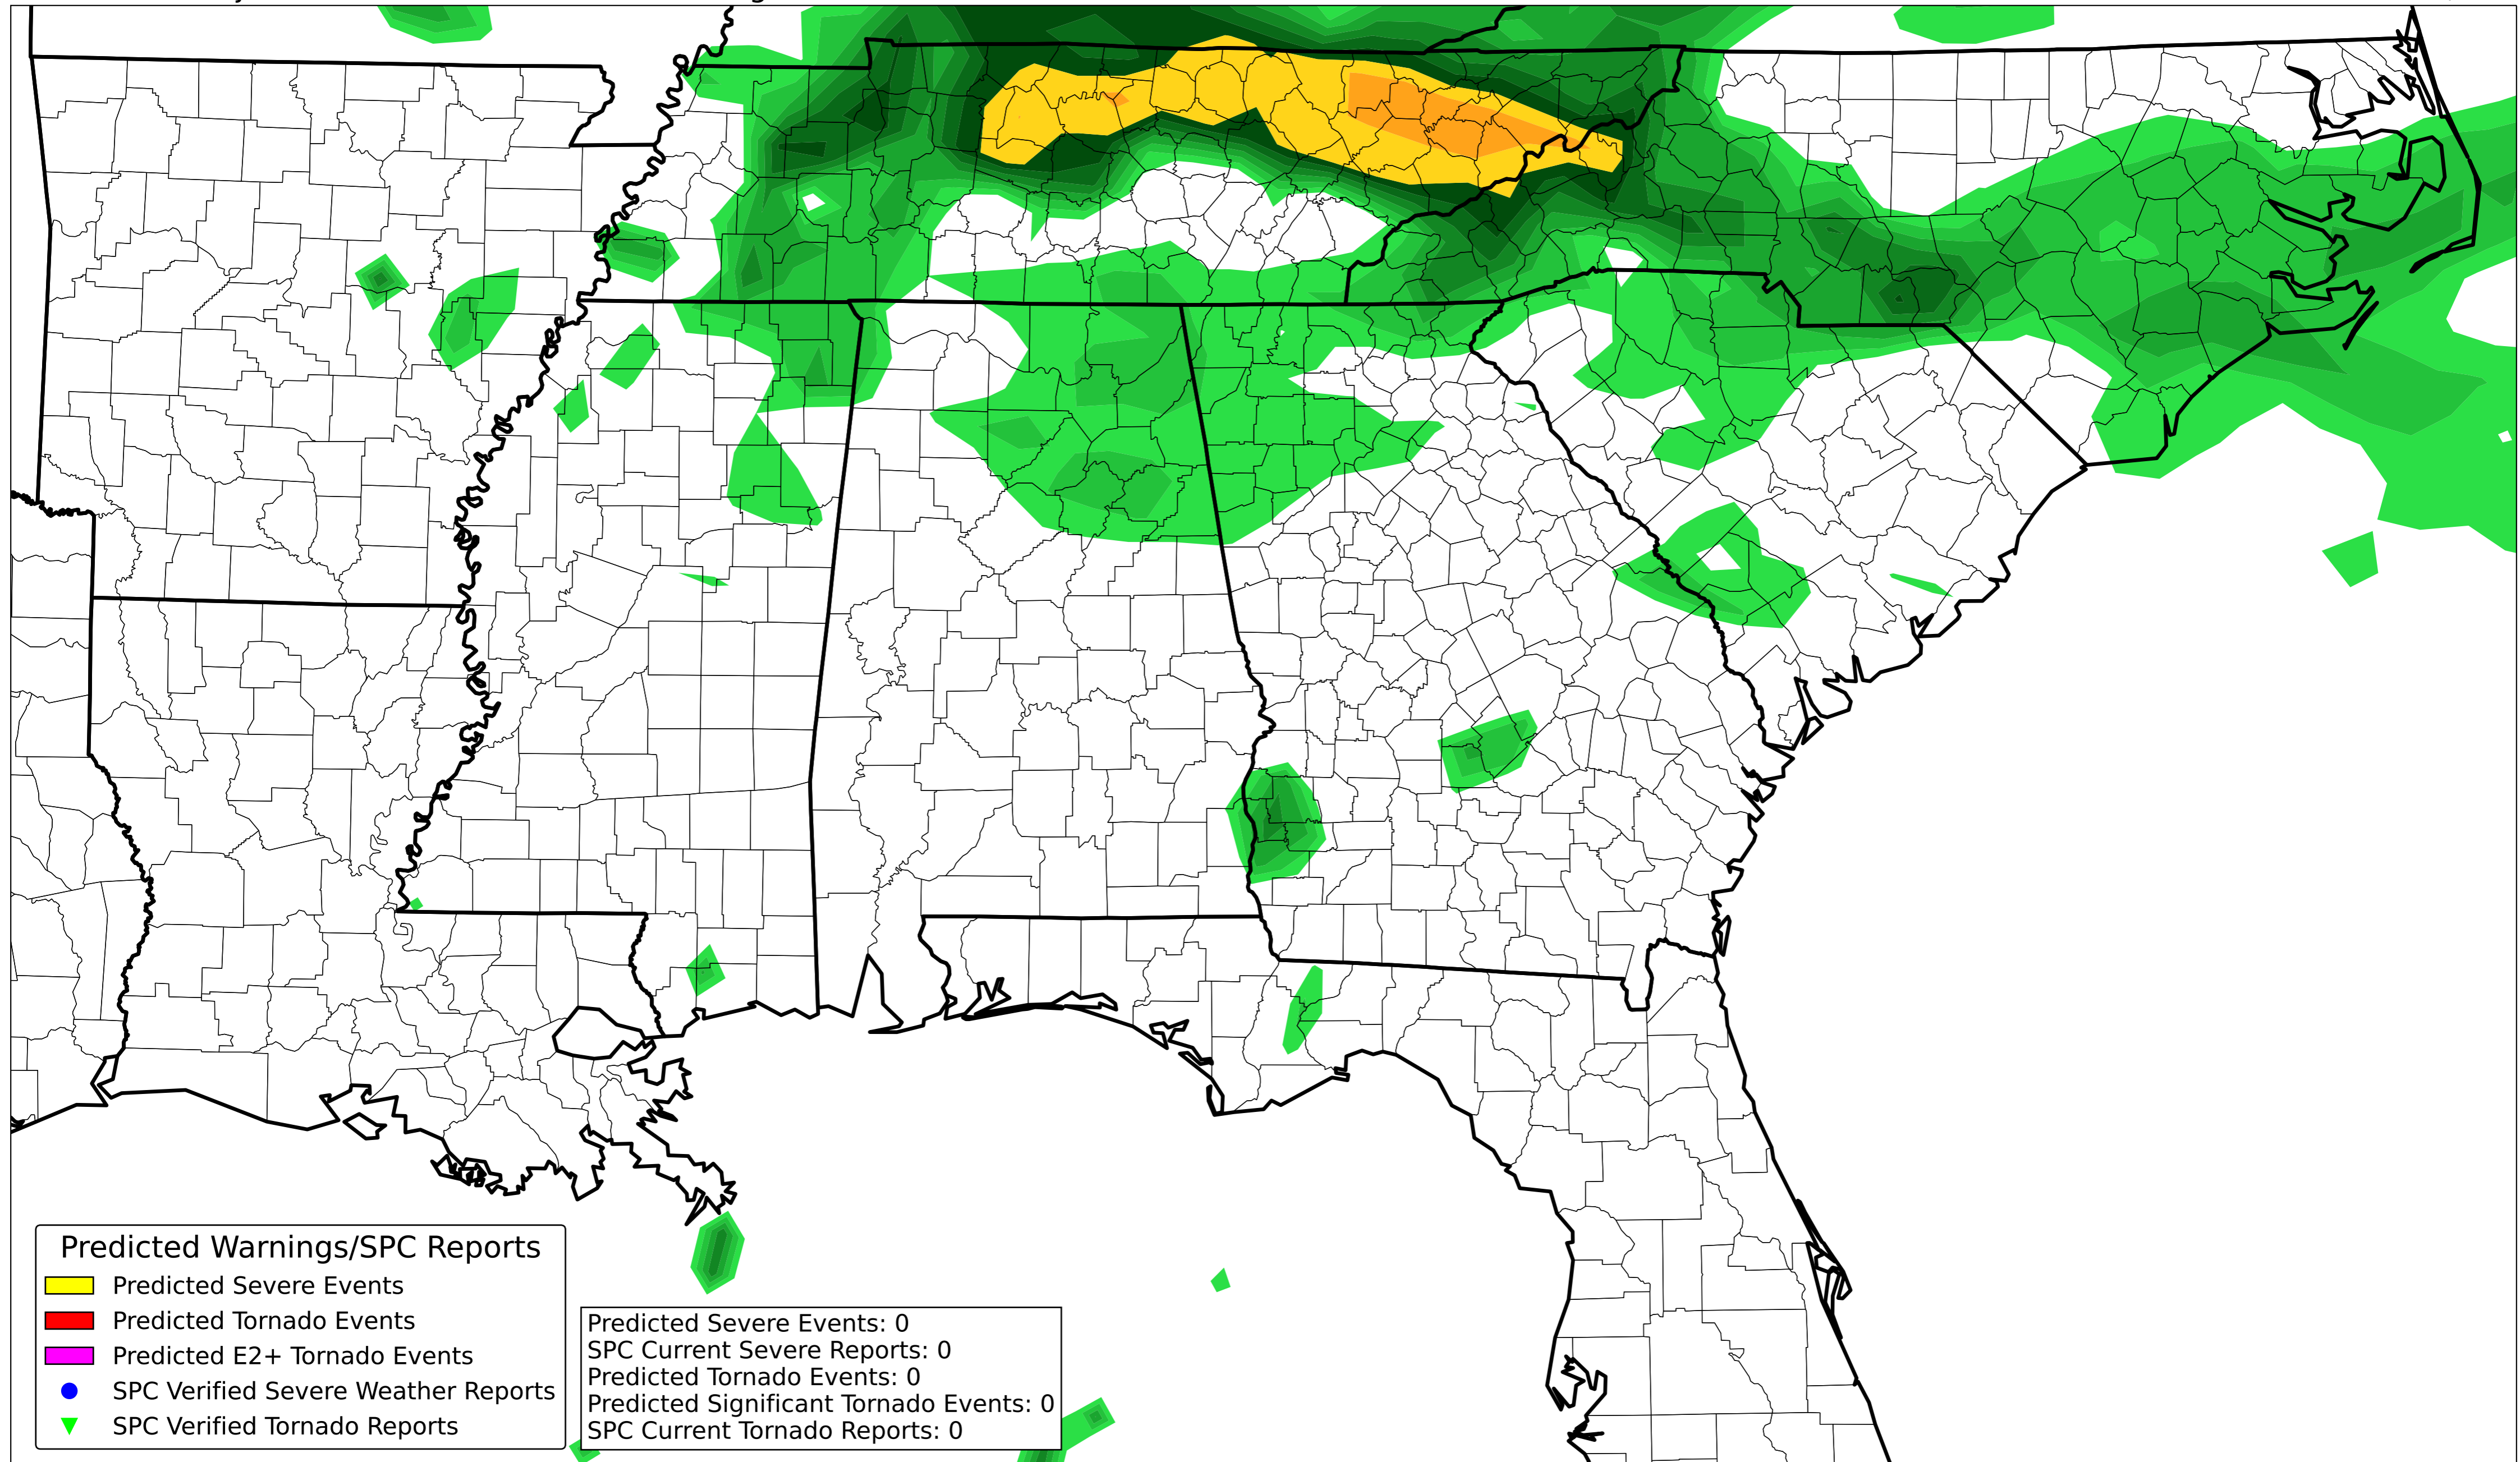 Predicted Warnings/SPC Reports
Predicted Severe Events
Predicted Tornado Events
Predicted E2+ Tornado Events
SPC Verified Severe Weather Reports
SPC Verified Tornado Reports
Predicted Severe Events: 0
SPC Current Severe Reports: 0
Predicted Tornado Events: 0
Predicted Significant Tornado Events: 0
SPC Current Tornado Reports: 0